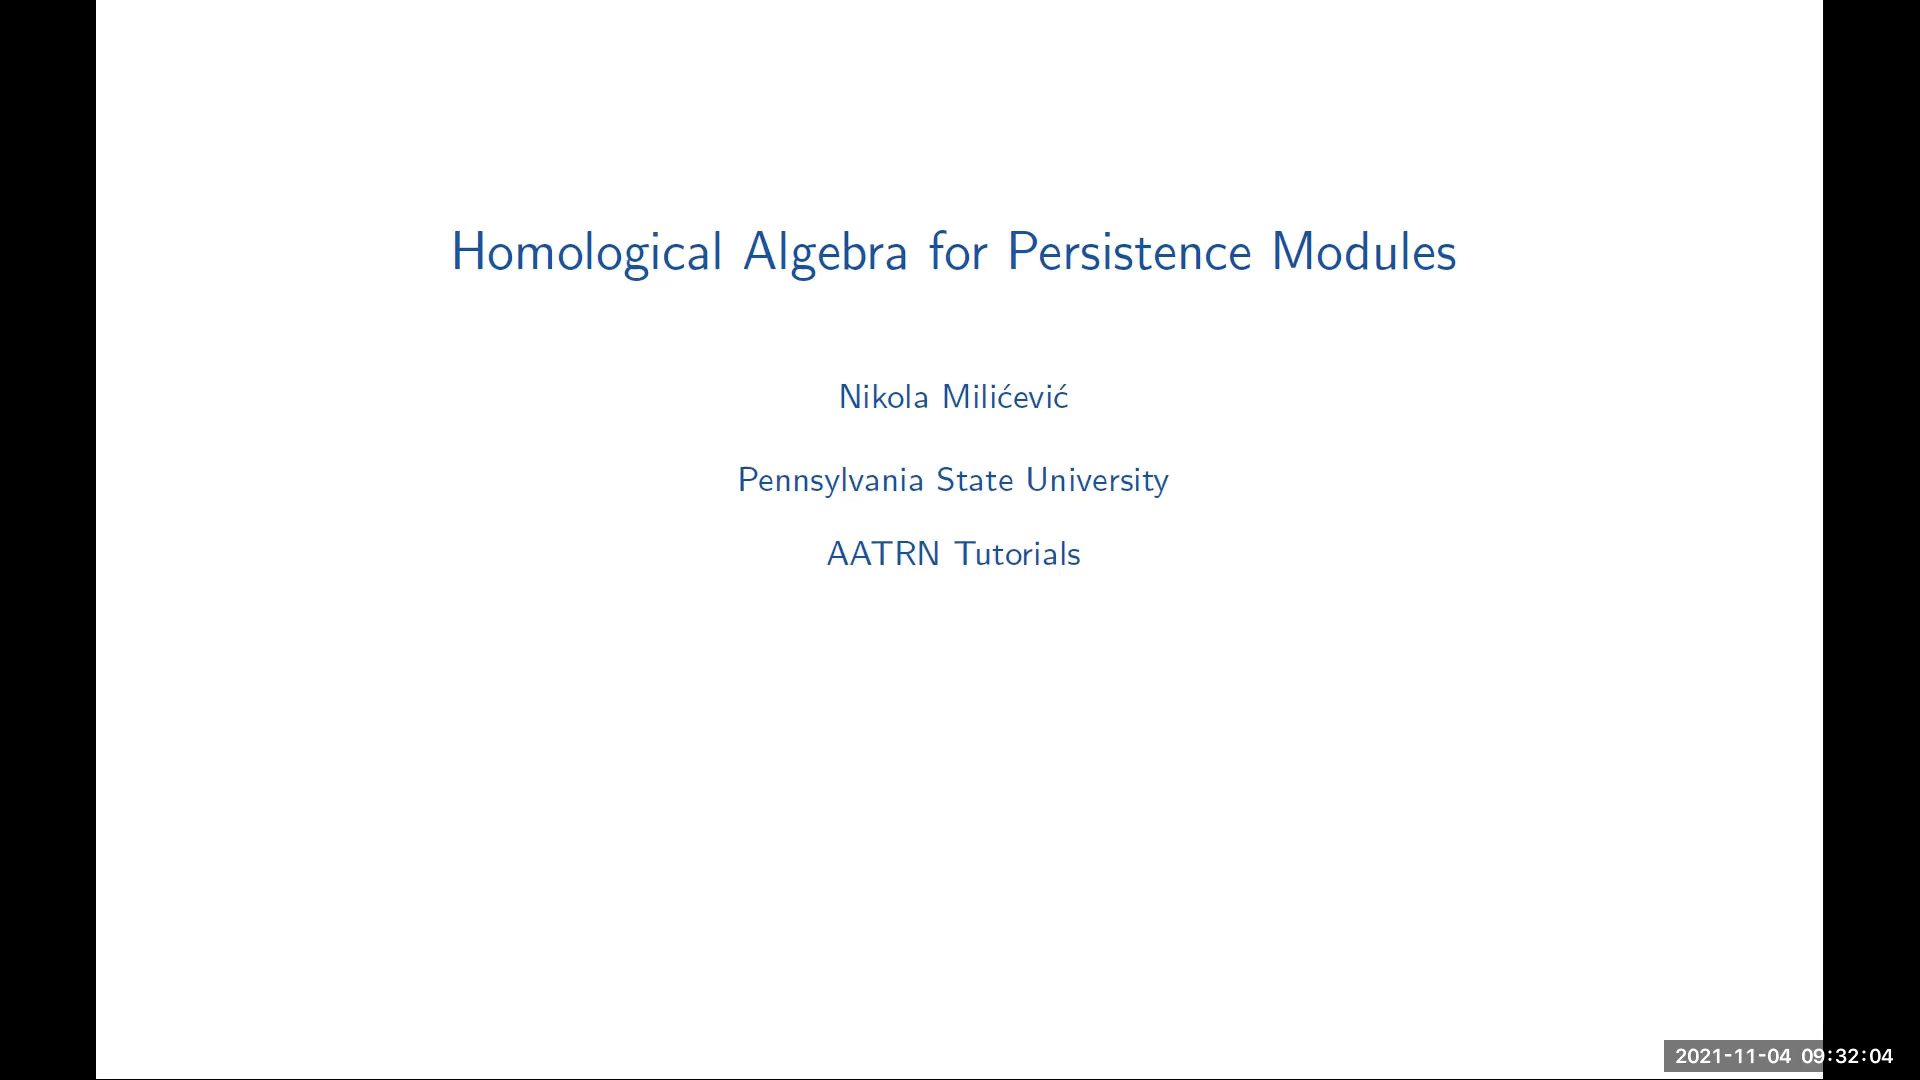 Homological Algebra for Persistence Modules
Nikola Milićević
Pennsylvania State University
AATRN Tutorials
2021-11-04 09:32:04